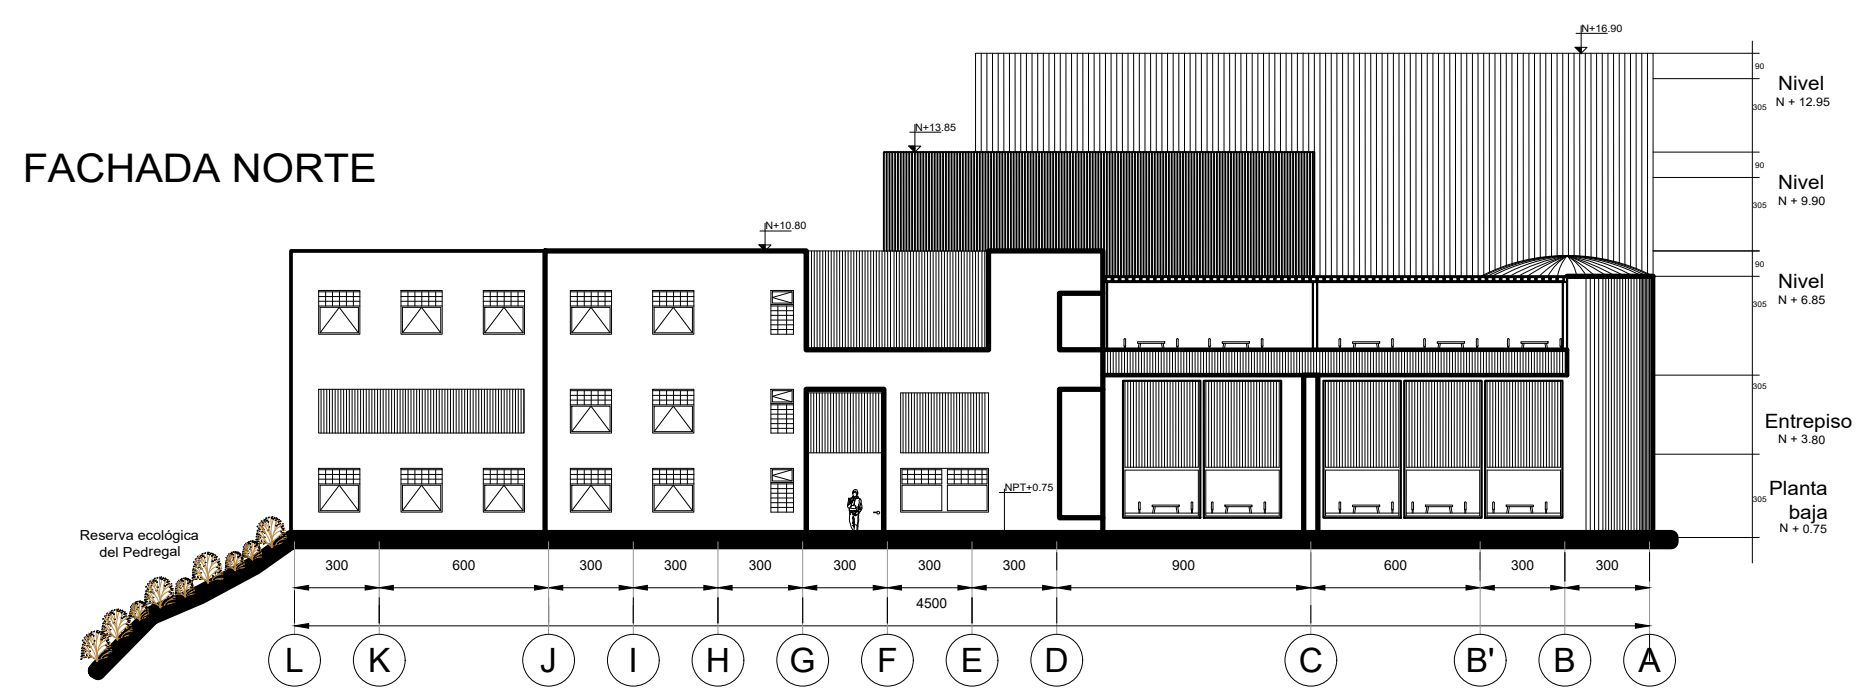 N+16.90
90
Nivel
305
N + 12.95
N+13.85
FACHADA NORTE
90
Nivel
305
N + 9.90
N+10.80
90
Nivel
305
N + 6.85
305
Entrepiso
N + 3.80
NPT+0.75
305
Planta
baja
N + 0.75
Reserva ecológica
del Pedregal
300 600 300 300 300 300 300 300 900 600 300 300
4500
L K J I H G F E D C B' B A